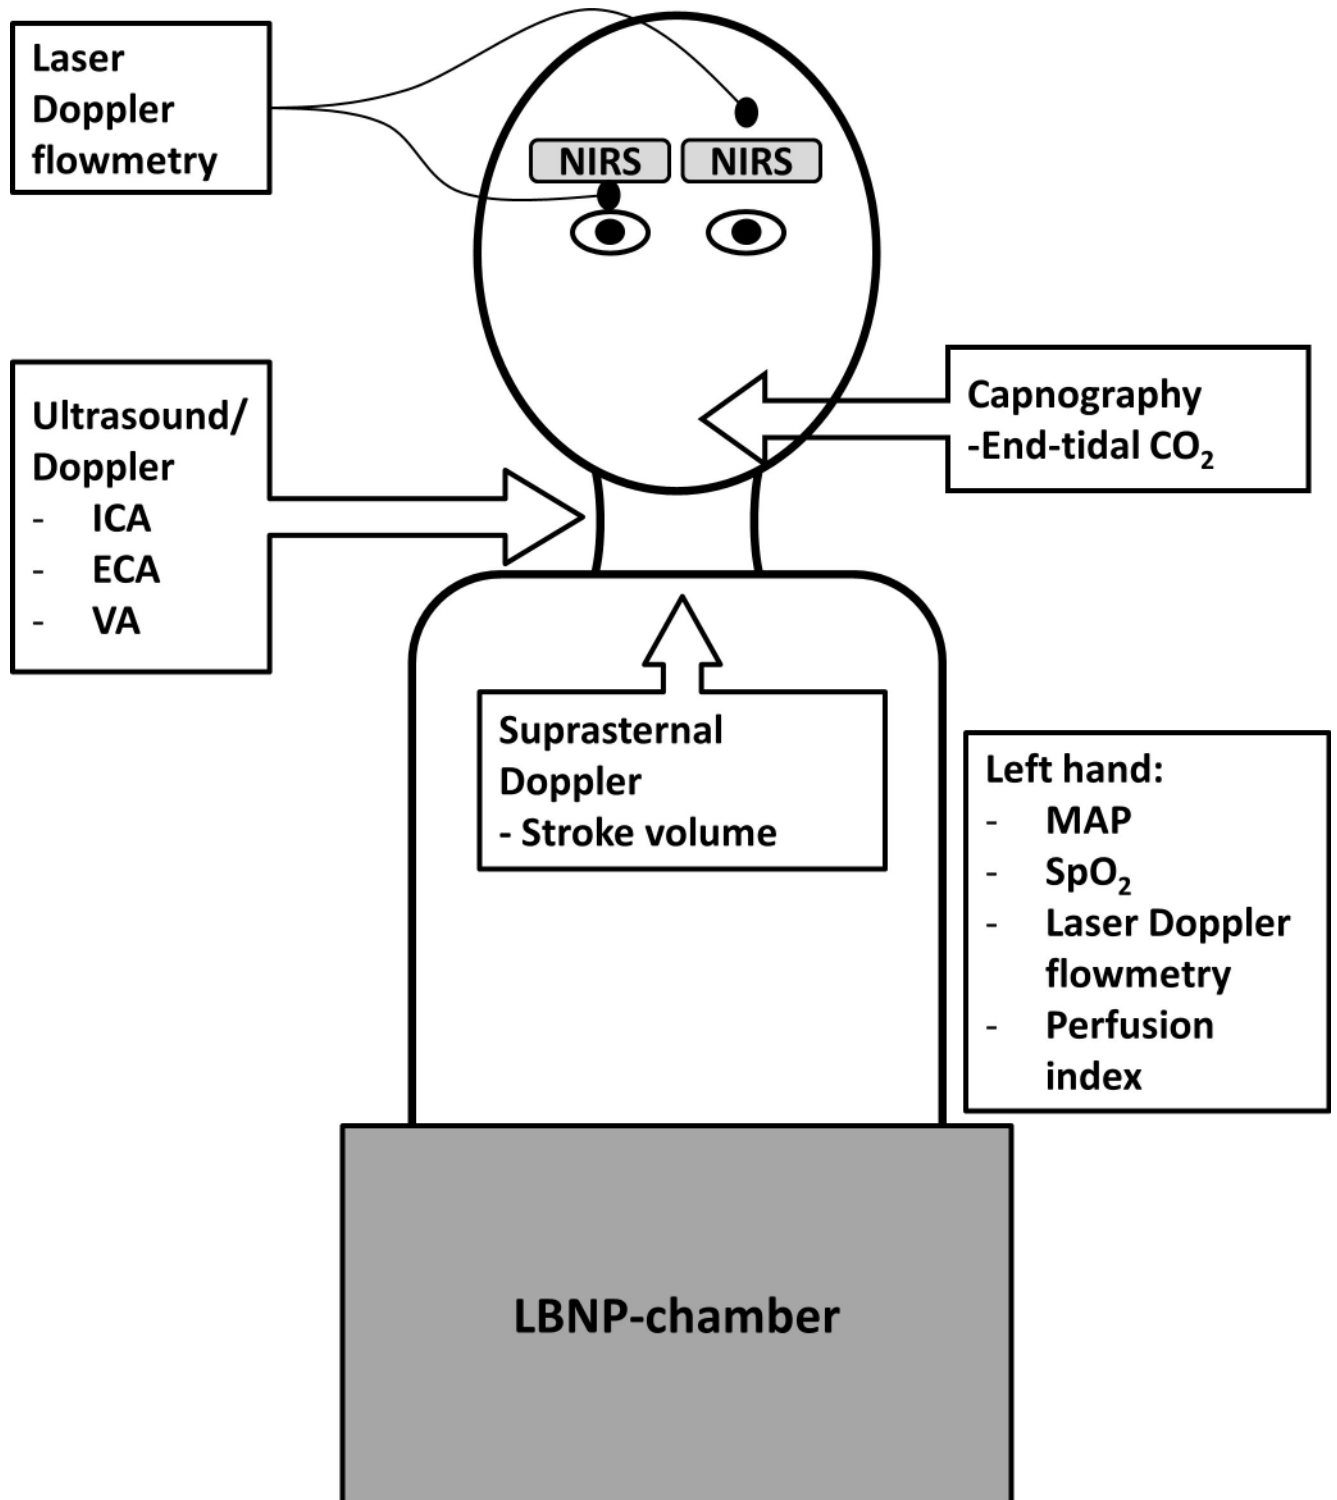 Laser
Doppler
flowmetry
NIRS
NIRS
Ultrasound/
Doppler
- ICA
- ECA
- VA
Capnography
-End-tidal CO₂
Suprasternal
Doppler
- Stroke volume
Left hand:
- MAP
- SpO₂
- Laser Doppler
flowmetry
- Perfusion
index
LBNP-chamber